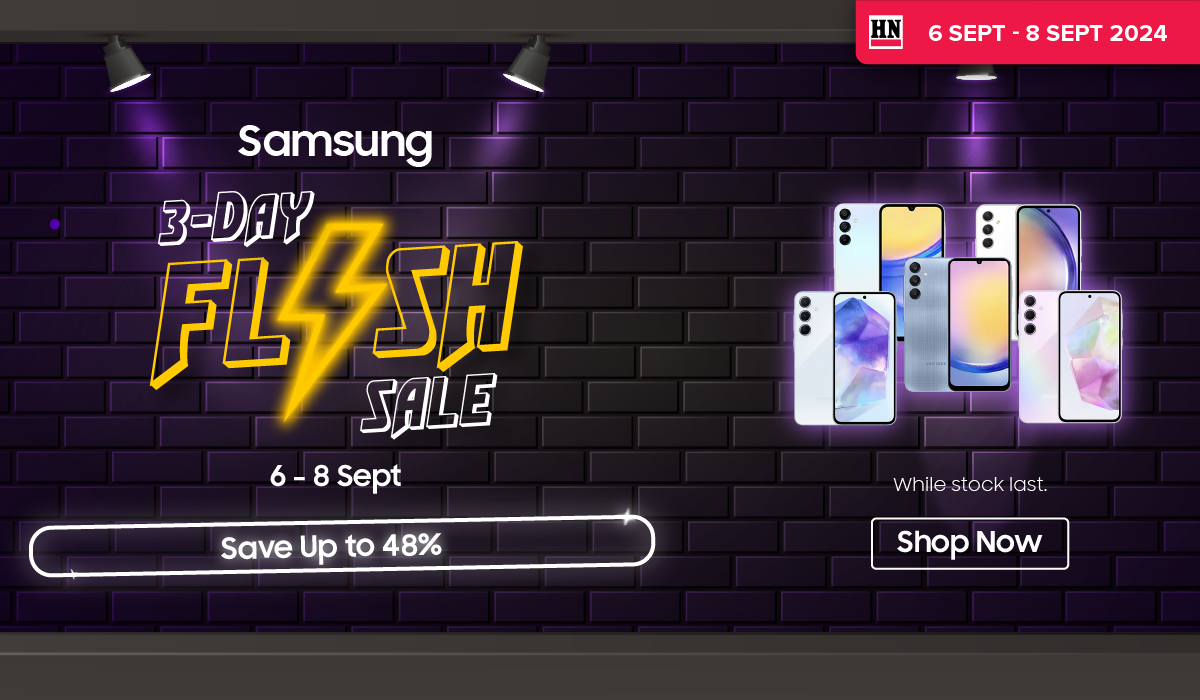 HN
6 SEPT - 8 SEPT 2024
Samsung
3-DAY
FLSH
SALE
6 - 8 Sept
Save Up to 48%
While stock last.
Shop Now